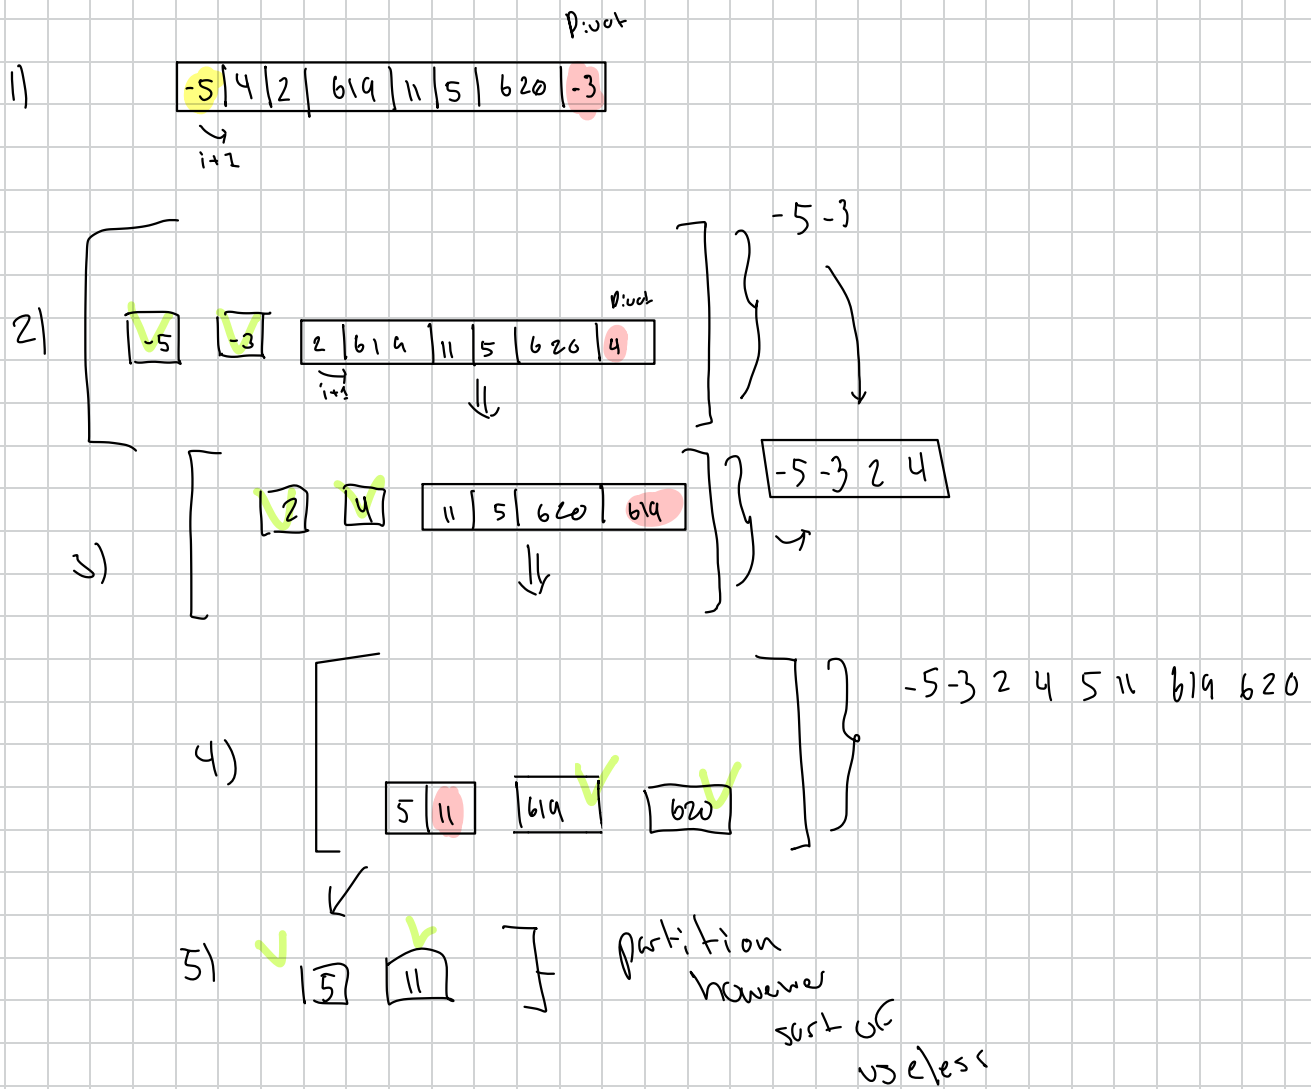 Pivot
1) -5 4 2 619 11 5 620 -3
i+1
-5 -3
2) -5 -3 2 619 11 5 620 4
Pivot
i+1
-5 -3 2 4
3) 2 4 11 5 620 619
-5 -3 2 4 5 11 619 620
4) 5 11 619 620
5) 5 11
partition
however
sort of
useless